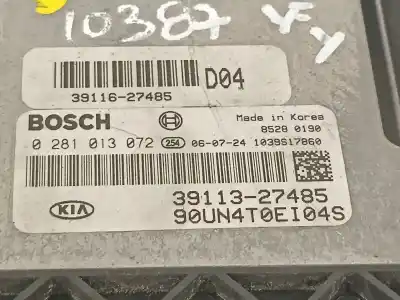 10387 YFY
39116-27485 D04
BOSCH
Made in Korea
8528 0190
0 281 013 072 254 06-07-24 1039S17860
39113-27485
KIA 90UN4T0EI04S